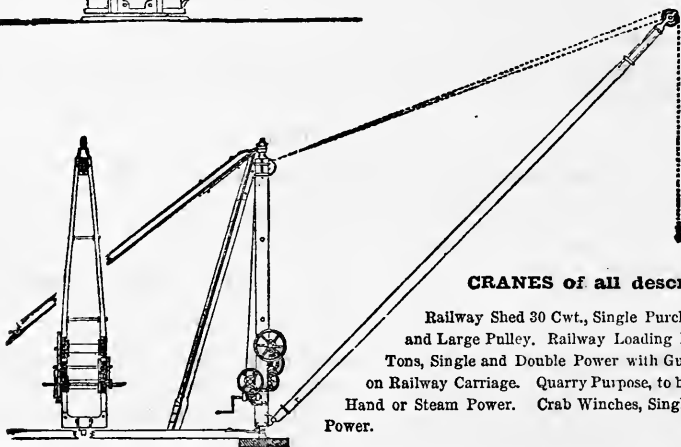 CRANES of all descr
Railway Shed 30 Cwt., Single Purch
and Large Pulley. Railway Loading
Tons, Single and Double Power with Gu
on Railway Carriage. Quarry Purpose, to b
Hand or Steam Power. Crab Winches, Sing
Power.